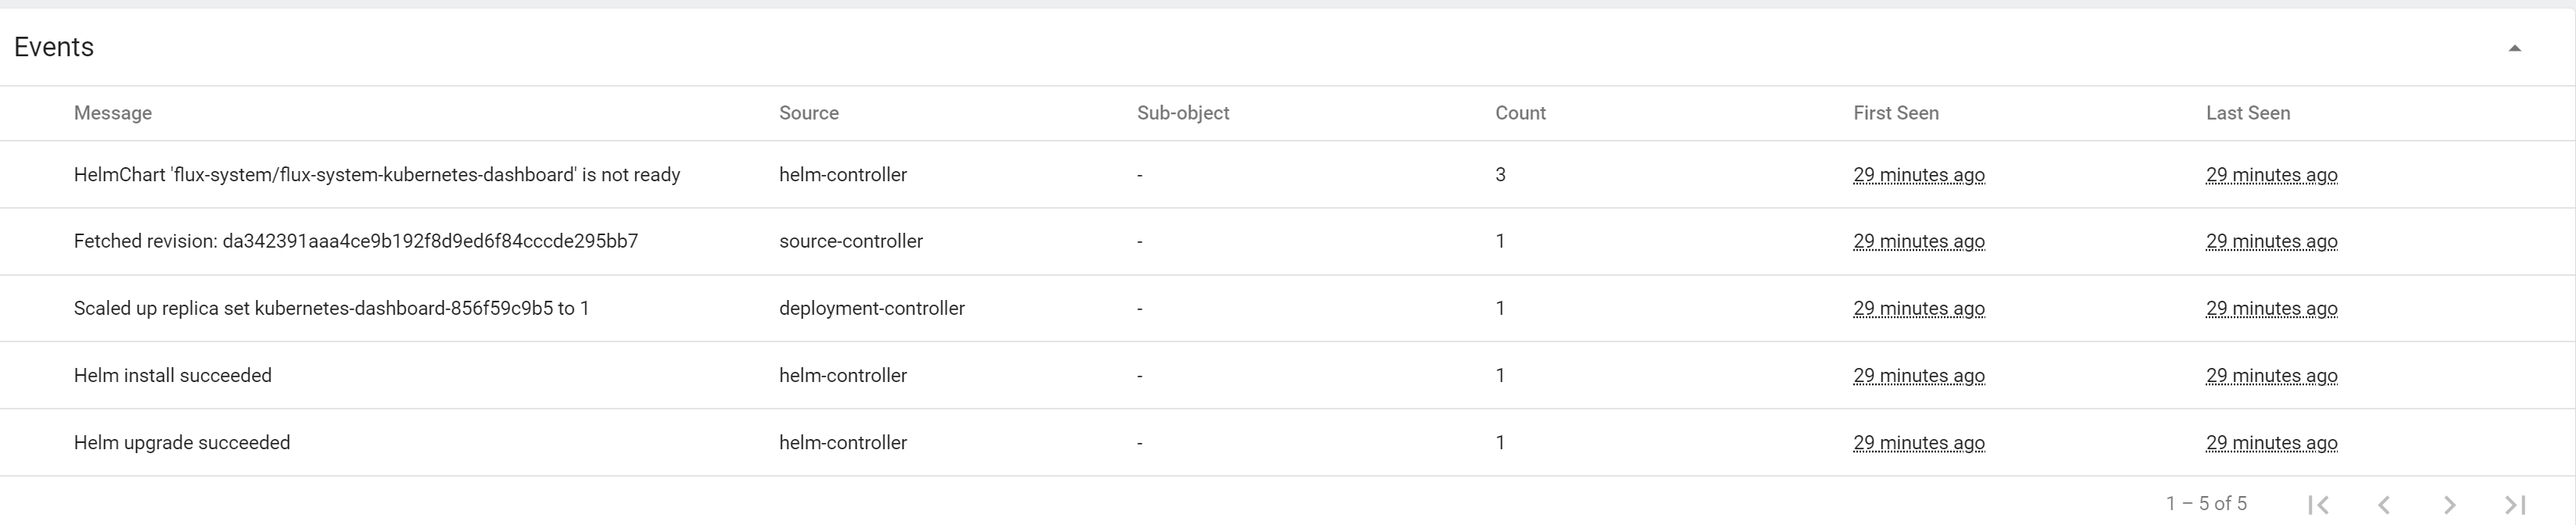 Events
Message Source Sub-object Count First Seen Last Seen
HelmChart 'flux-system/flux-system-kubernetes-dashboard' is not ready helm-controller - 3 29 minutes ago 29 minutes ago
Fetched revision: da342391aaa4ce9b192f8d9ed6f84cccde295bb7 source-controller - 1 29 minutes ago 29 minutes ago
Scaled up replica set kubernetes-dashboard-856f59c9b5 to 1 deployment-controller - 1 29 minutes ago 29 minutes ago
Helm install succeeded helm-controller - 1 29 minutes ago 29 minutes ago
Helm upgrade succeeded helm-controller - 1 29 minutes ago 29 minutes ago
1 – 5 of 5